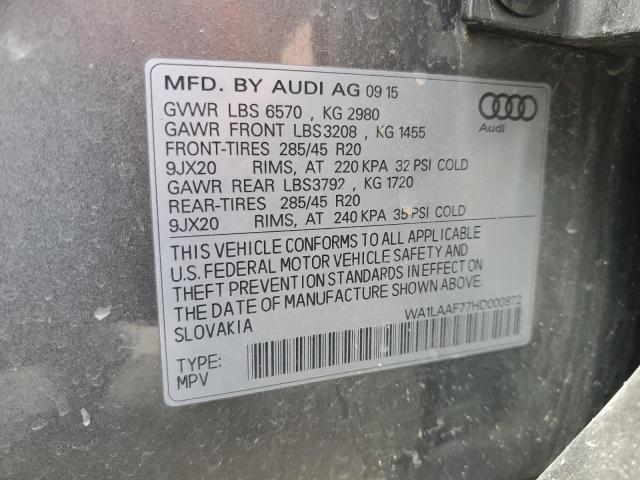 MFD. BY AUDI AG 09 15
GVWR LBS 6570 , KG 2980
GAWR FRONT LBS3208 , KG 1455
FRONT-TIRES 285/45 R20
9JX20 RIMS, AT 220 KPA 32 PSI COLD
GAWR REAR LBS3792 , KG 1720
REAR-TIRES 285/45 R20
9JX20 RIMS, AT 240 KPA 35 PSI COLD
Audi
THIS VEHICLE CONFORMS TO ALL APPLICABLE
U.S. FEDERAL MOTOR VEHICLE SAFETY AND
THEFT PREVENTION STANDARDS IN EFFECT ON
THE DATE OF MANUFACTURE SHOWN ABOVE.
SLOVAKIA
WA1LAAF77HD000872
TYPE:
MPV